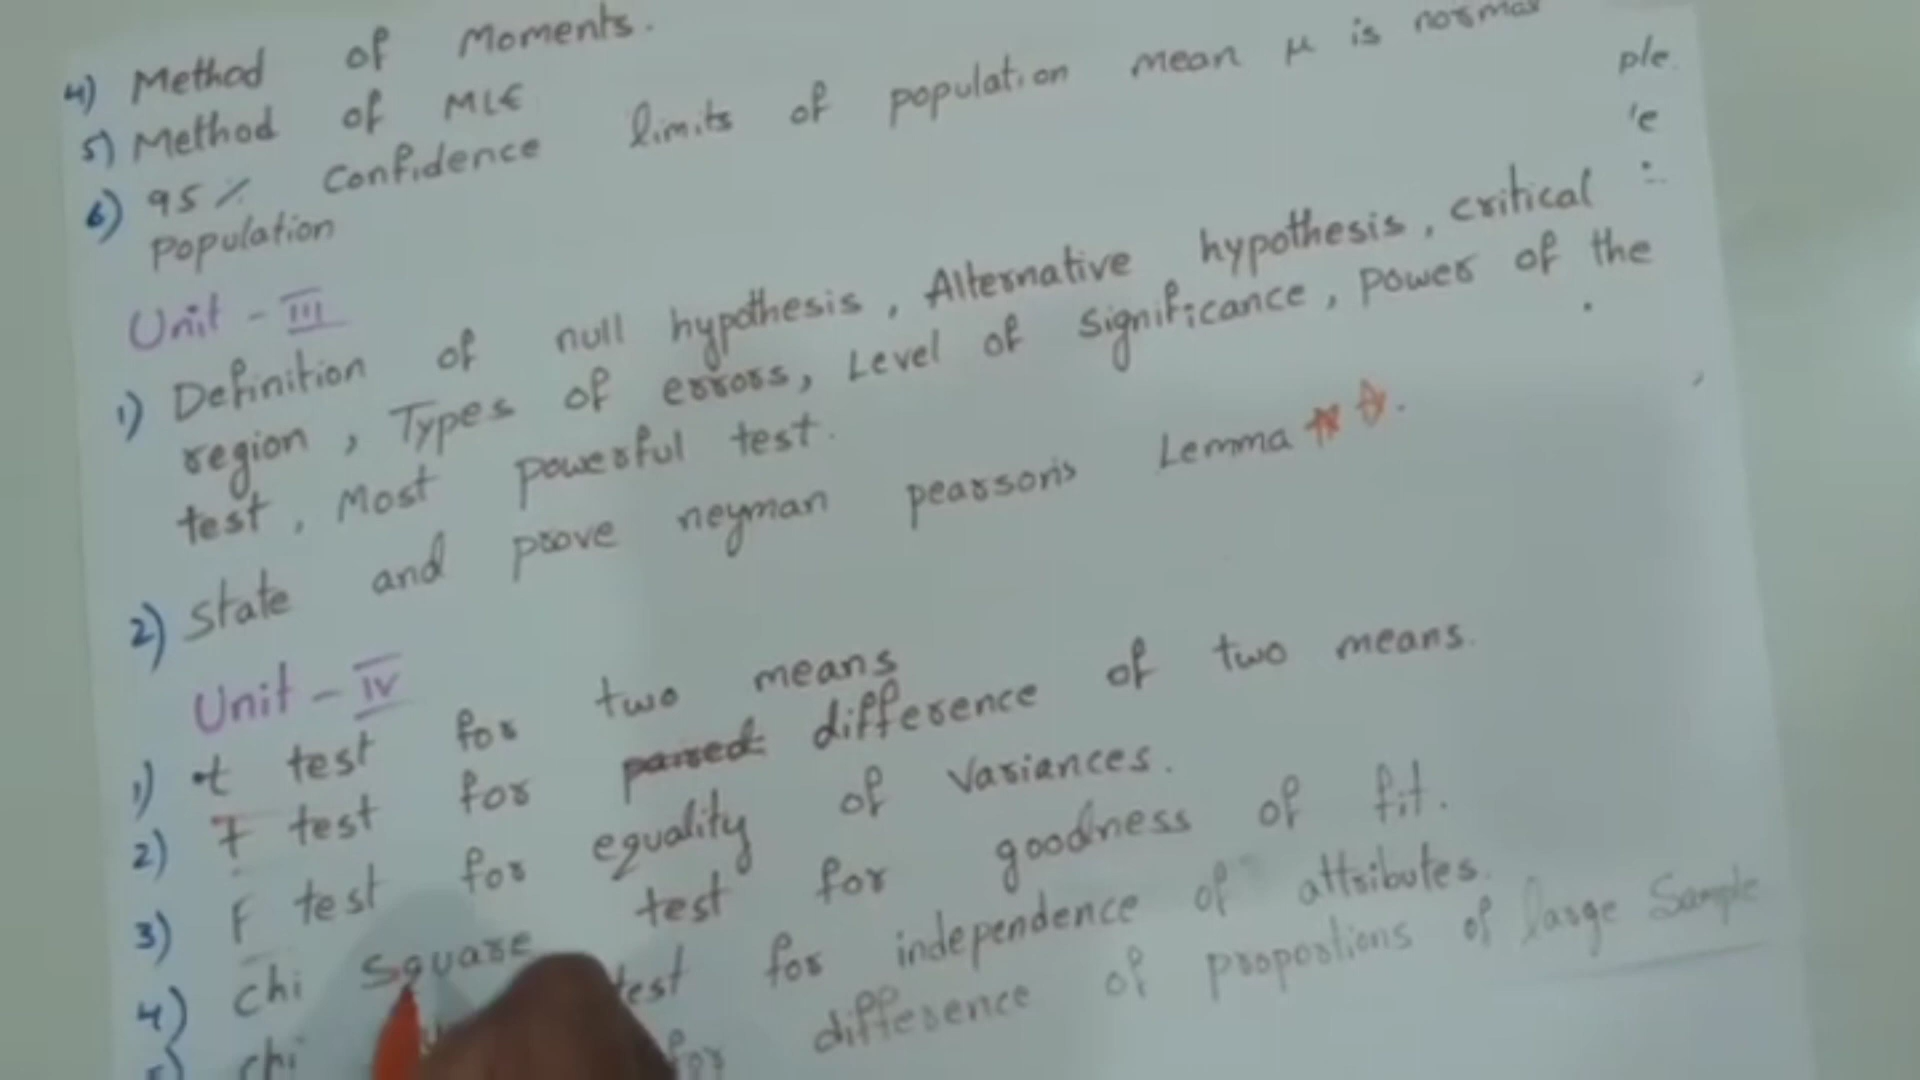 4) Method of Moments.
5) Method of MLE
6) 95% Confidence limits of population mean μ is normal
Population
ple.
Unit - III
1) Definition of null hypothesis, Alternative hypothesis, critical
region, Types of errors, Level of significance, Power of the
test, Most powerful test.
2) State and prove neyman pearson's Lemma
Unit - IV
1) t test for two means
2) F test for paired difference of two means.
3) F test for equality of Variances.
4) chi square test for goodness of fit.
5) chi test for independence of attributes.
for difference of proportions of large Sample